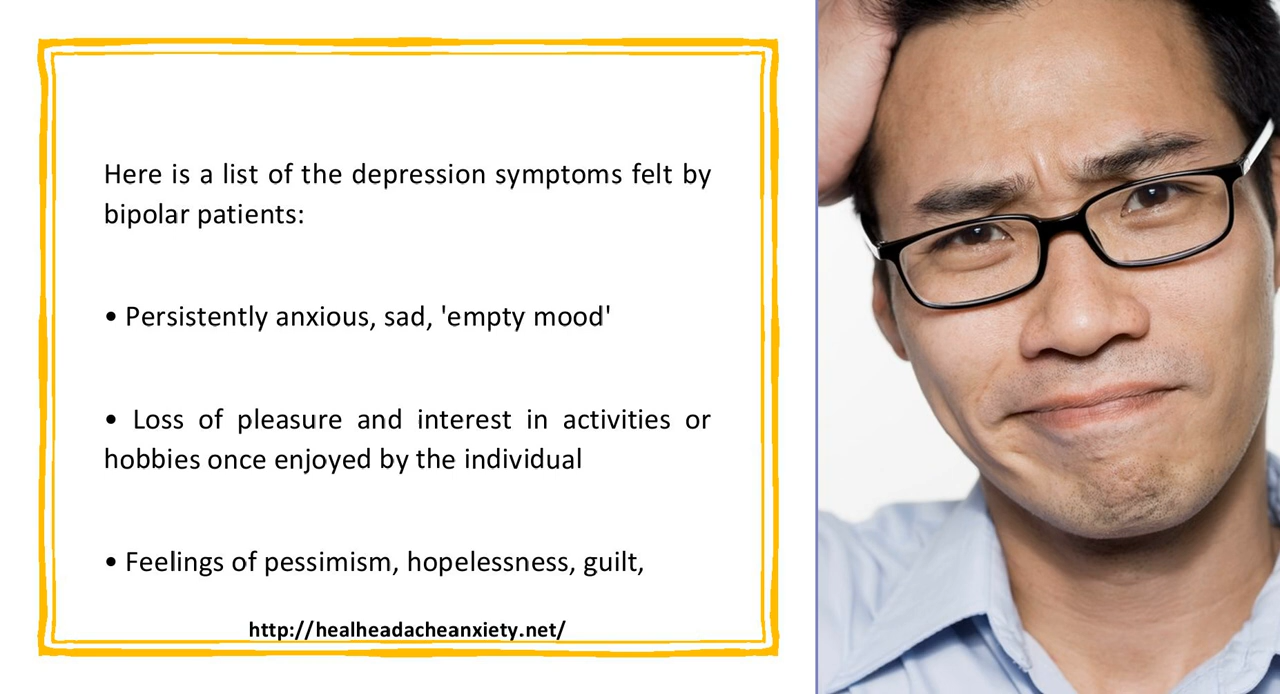 Here is a list of the depression symptoms felt by
bipolar patients:
• Persistently anxious, sad, 'empty mood'
• Loss of pleasure and interest in activities or
hobbies once enjoyed by the individual
• Feelings of pessimism, hopelessness, guilt,
http://healheadacheanxiety.net/